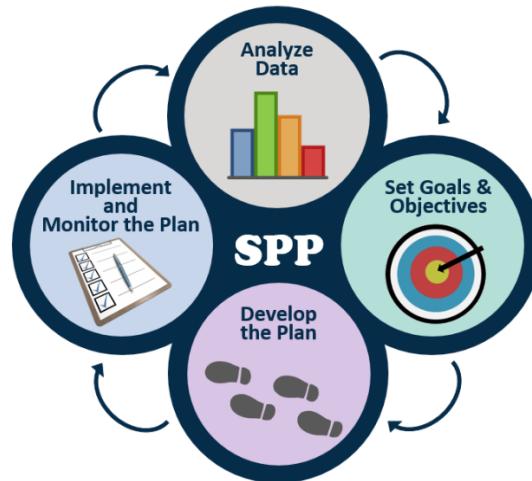 Analyze
Data
Set Goals &
Objectives
Develop
the Plan
Implement
and
Monitor the Plan
SPP